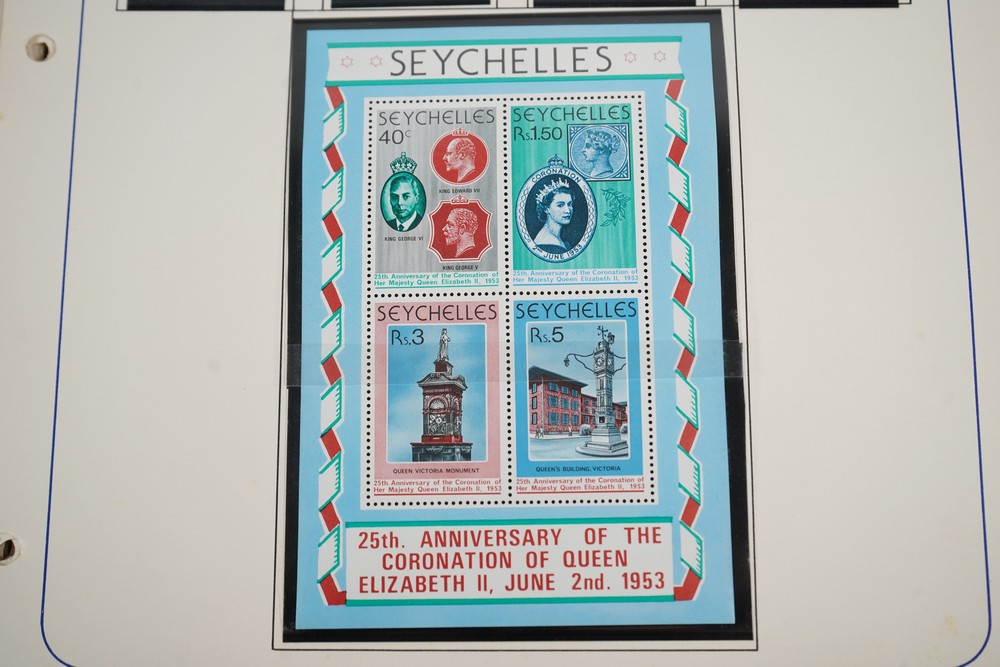 SEYCHELLES
SEYCHELLES
40c
KING EDWARD VII
KING GEORGE VI
KING GEORGE V
25th Anniversary of the Coronation of
Her Majesty Queen Elizabeth II, 1953
SEYCHELLES
Rs.1.50
CORONATION
2ND JUNE 1953
25th Anniversary of the Coronation of
Her Majesty Queen Elizabeth II, 1953
SEYCHELLES
Rs.3
QUEEN VICTORIA MONUMENT
25th Anniversary of the Coronation of
Her Majesty Queen Elizabeth II, 1953
SEYCHELLES
Rs.5
QUEEN'S BUILDING, VICTORIA
25th Anniversary of the Coronation of
Her Majesty Queen Elizabeth II, 1953
25th. ANNIVERSARY OF THE
CORONATION OF QUEEN
ELIZABETH II, JUNE 2nd. 1953